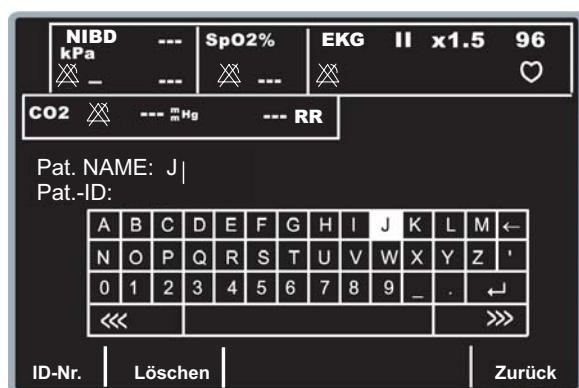 NIBD --- SpO2% EKG II x1.5 96
kPa
– --- ---
CO2 --- mmHg --- RR
Pat. NAME: J|
Pat.-ID:
A B C D E F G H I J K L M ←
N O P Q R S T U V W X Y Z '
0 1 2 3 4 5 6 7 8 9 _ . ↵
<<< >>>
ID-Nr. Löschen Zurück